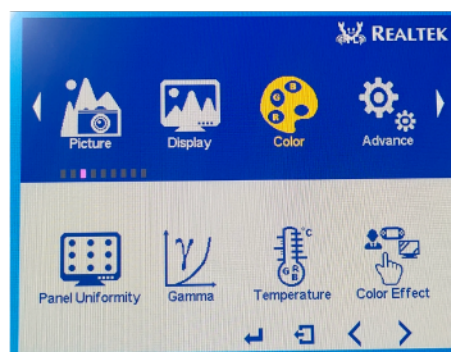 REALTEK
Picture Display Color Advance
Panel Uniformity Gamma Temperature Color Effect